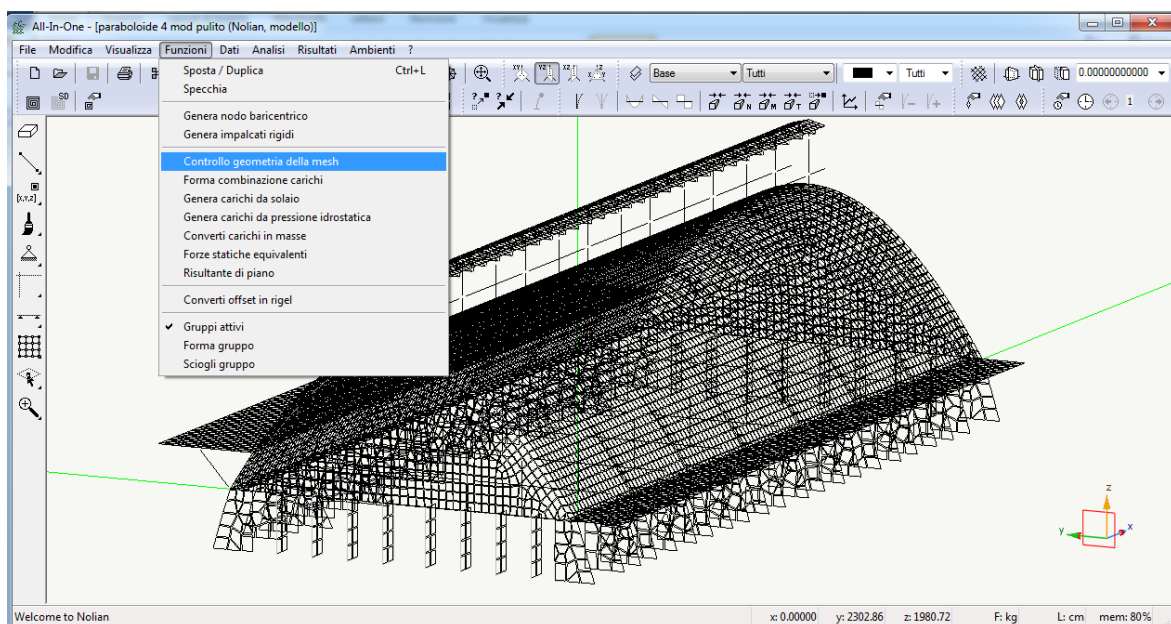 All-In-One - [paraboloide 4 mod pulito (Nolian, modello)]
File Modifica Visualizza Funzioni Dati Analisi Risultati Ambienti ?
Base Tutti Tutti 0.00000000000
1
Sposta / Duplica Ctrl+L
Specchia
Genera nodo baricentrico
Genera impalcati rigidi
Controllo geometria della mesh
Forma combinazione carichi
Genera carichi da solaio
Genera carichi da pressione idrostatica
Converti carichi in masse
Forze statiche equivalenti
Risultante di piano
Converti offset in rigel
Gruppi attivi
Forma gruppo
Sciogli gruppo
z
y x
Welcome to Nolian x: 0.00000 y: 2302.86 z: 1980.72 F: kg L: cm mem: 80%